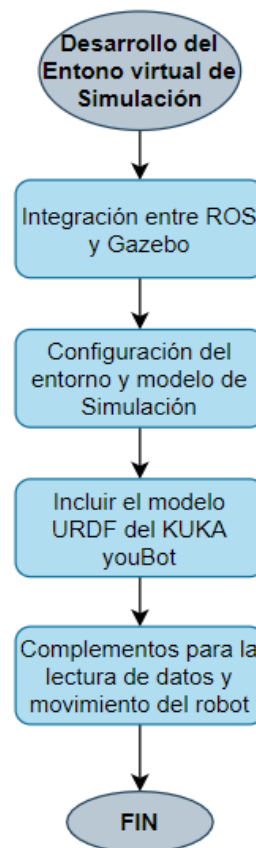 Desarrollo del
Entono virtual de
Simulación
Integración entre ROS
y Gazebo
Configuración del
entorno y modelo de
Simulación
Incluir el modelo
URDF del KUKA
youBot
Complementos para la
lectura de datos y
movimiento del robot
FIN